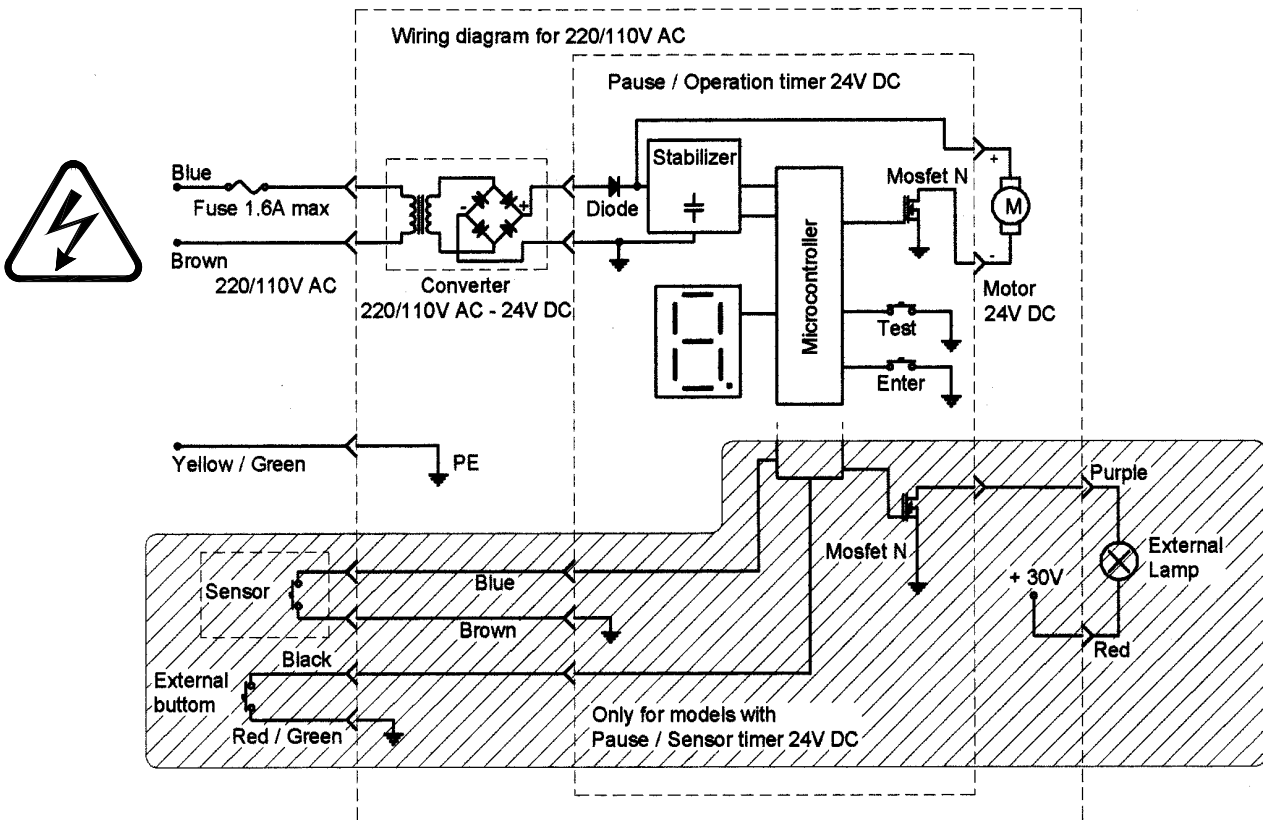 Wiring diagram for 220/110V AC
Pause / Operation timer 24V DC
Blue
Fuse 1.6A max
Brown
220/110V AC
-
+
Converter
220/110V AC - 24V DC
Diode
Stabilizer
Microcontroller
Mosfet N
+
M
-
Motor
24V DC
8.
Test
Enter
Yellow / Green
PE
Purple
Mosfet N
External
Lamp
+ 30V
Red
Sensor
Blue
Brown
Black
External
buttom
Red / Green
Only for models with
Pause / Sensor timer 24V DC